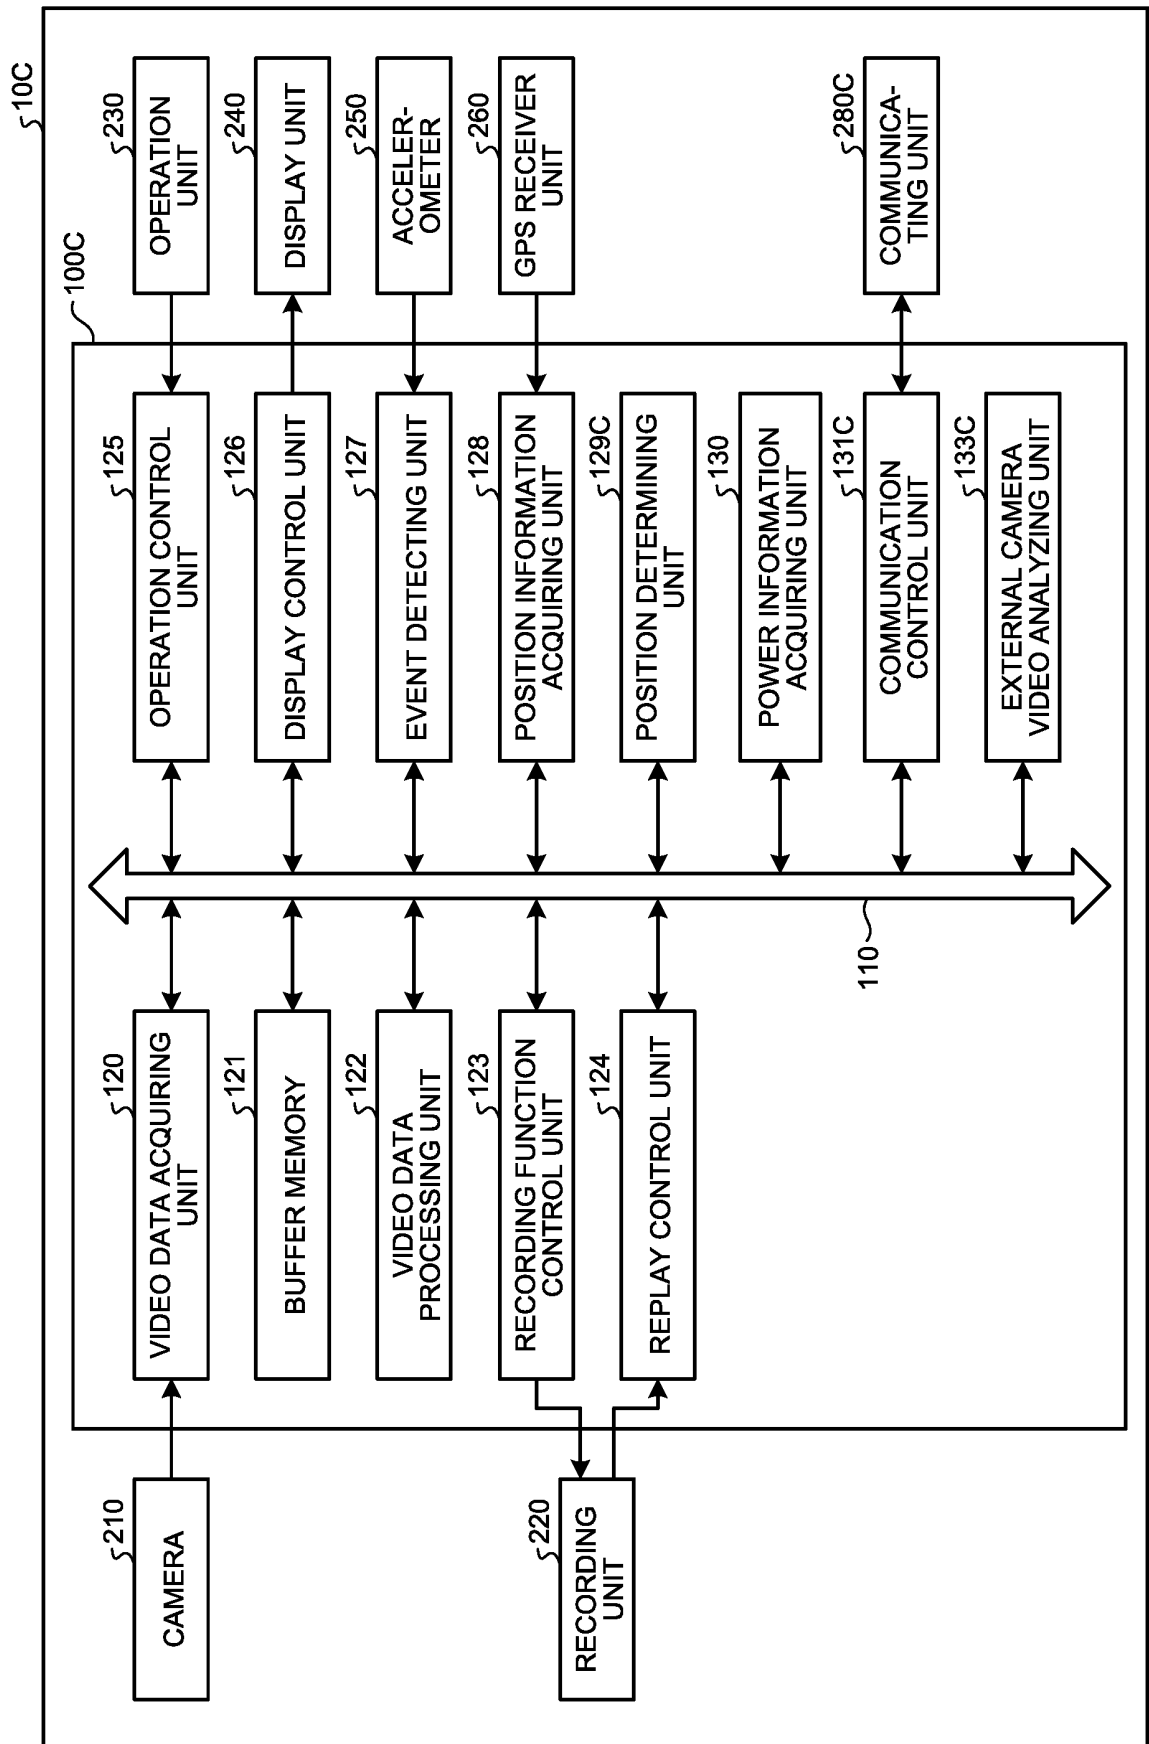 10C
100C
210
CAMERA
220
RECORDING
UNIT
120
VIDEO DATA ACQUIRING
UNIT
121
BUFFER MEMORY
122
VIDEO DATA
PROCESSING UNIT
123
RECORDING FUNCTION
CONTROL UNIT
124
REPLAY CONTROL UNIT
110
125
OPERATION CONTROL
UNIT
126
DISPLAY CONTROL UNIT
127
EVENT DETECTING UNIT
128
POSITION INFORMATION
ACQUIRING UNIT
129C
POSITION DETERMINING
UNIT
130
POWER INFORMATION
ACQUIRING UNIT
131C
COMMUNICATION
CONTROL UNIT
133C
EXTERNAL CAMERA
VIDEO ANALYZING UNIT
230
OPERATION
UNIT
240
DISPLAY UNIT
250
ACCELER-
OMETER
260
GPS RECEIVER
UNIT
280C
COMMUNICA-
TING UNIT